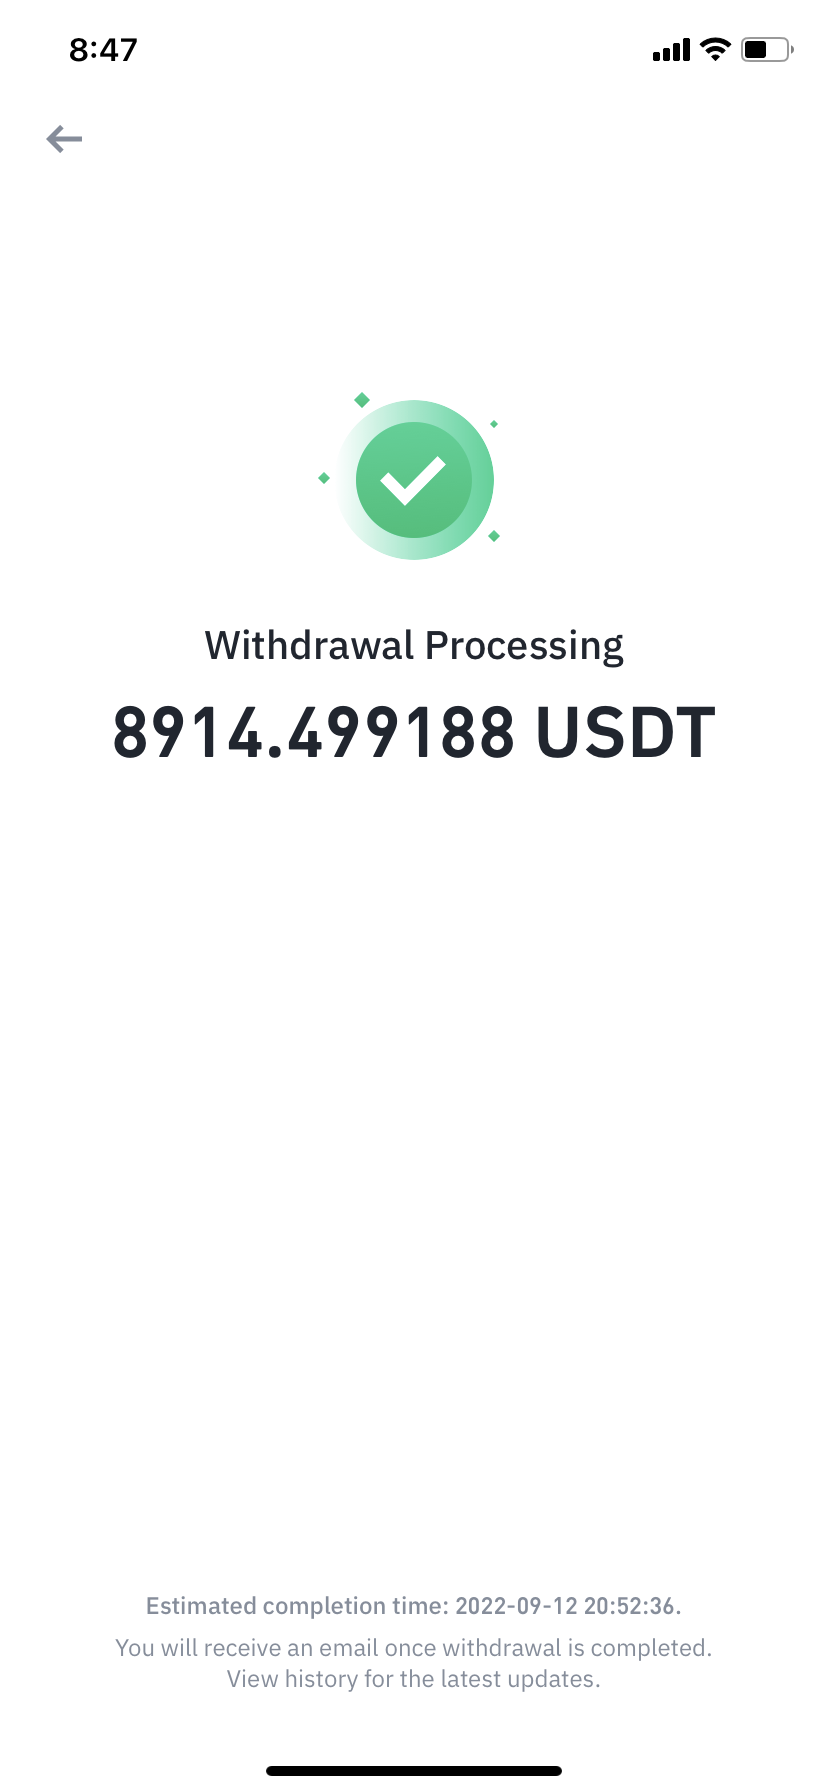 8:47
Withdrawal Processing
8914.499188 USDT
Estimated completion time: 2022-09-12 20:52:36.
You will receive an email once withdrawal is completed.
View history for the latest updates.